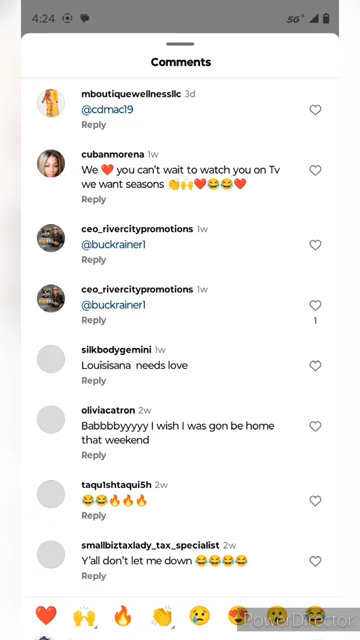 4:24
5G
Comments
mboutiquewellnessllc 3d
@cdmac19
Reply
cubanmorena 1w
We ❤️ you can't wait to watch you on Tv
we want seasons 👏🙌❤️😂😂❤️
Reply
ceo_rivercitypromotions 1w
@buckrainer1
Reply
ceo_rivercitypromotions 1w
@buckrainer1
Reply
1
silkbodygemini 1w
Louisisana needs love
Reply
oliviacatron 2w
Babbbbyyyyy I wish I was gon be home
that weekend
Reply
taqu1shtaqui5h 2w
😂😂🔥🔥🔥
Reply
smallbiztaxlady_tax_specialist 2w
Y'all don't let me down 😂😂😂😂
Reply
PowerDirector